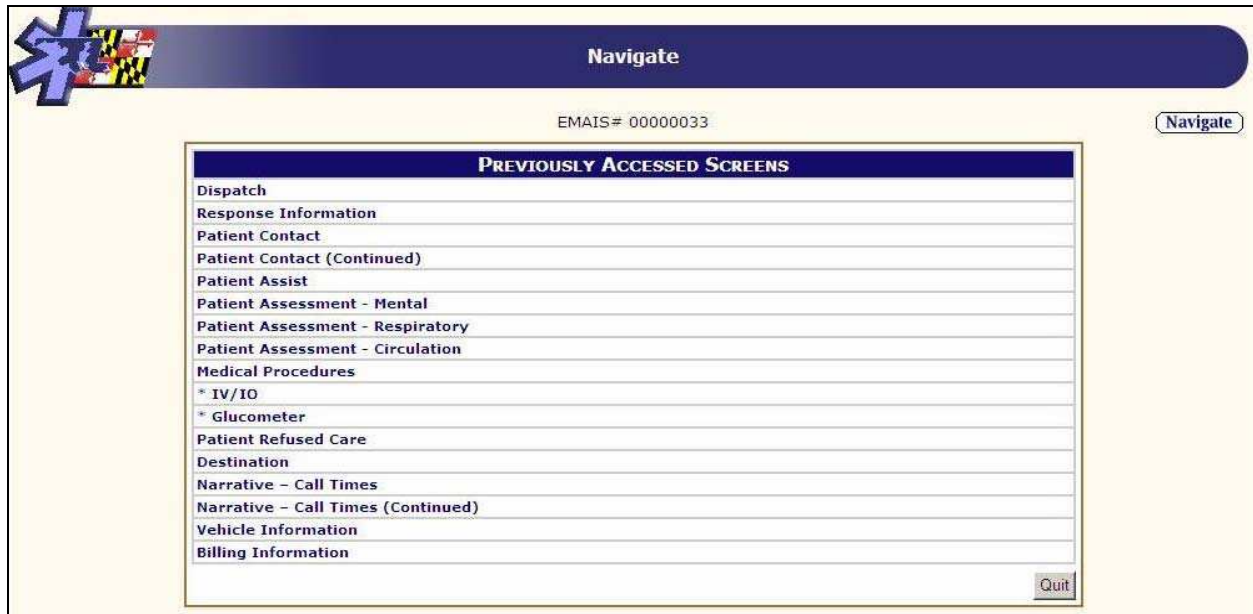 Navigate
EMAIS# 00000033
Navigate
PREVIOUSLY ACCESSED SCREENS
Dispatch
Response Information
Patient Contact
Patient Contact (Continued)
Patient Assist
Patient Assessment - Mental
Patient Assessment - Respiratory
Patient Assessment - Circulation
Medical Procedures
* IV/IO
* Glucometer
Patient Refused Care
Destination
Narrative – Call Times
Narrative – Call Times (Continued)
Vehicle Information
Billing Information
Quit